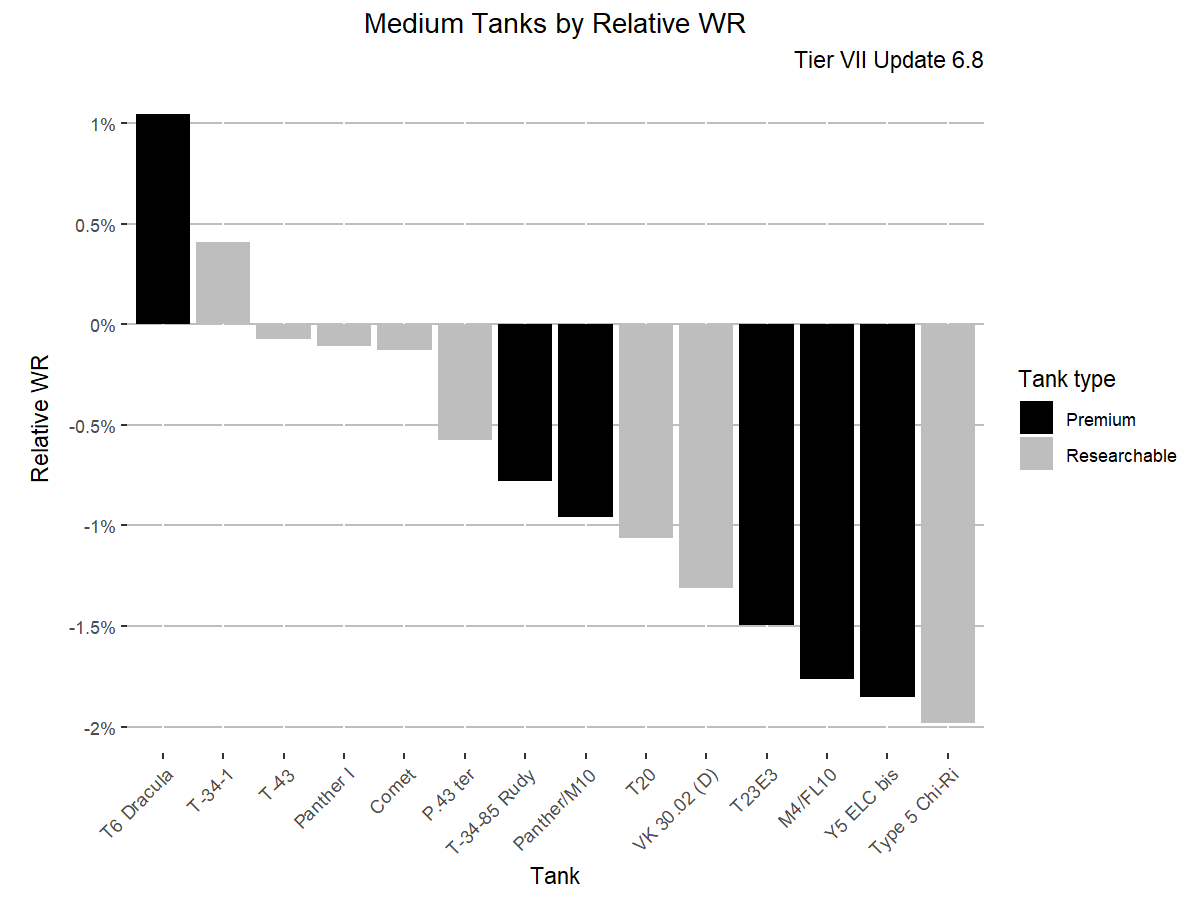 Medium Tanks by Relative WR
Tier VII Update 6.8
1%
0.5%
0%
-0.5%
-1%
-1.5%
-2%
Relative WR
T6 Dracula
T-34-1
T-43
Panther I
Comet
P.43 ter
T-34-85 Rudy
Panther/M10
T20
VK 30.02 (D)
T23E3
M4/FL10
Y5 ELC bis
Type 5 Chi-Ri
Tank
Tank type
Premium
Researchable